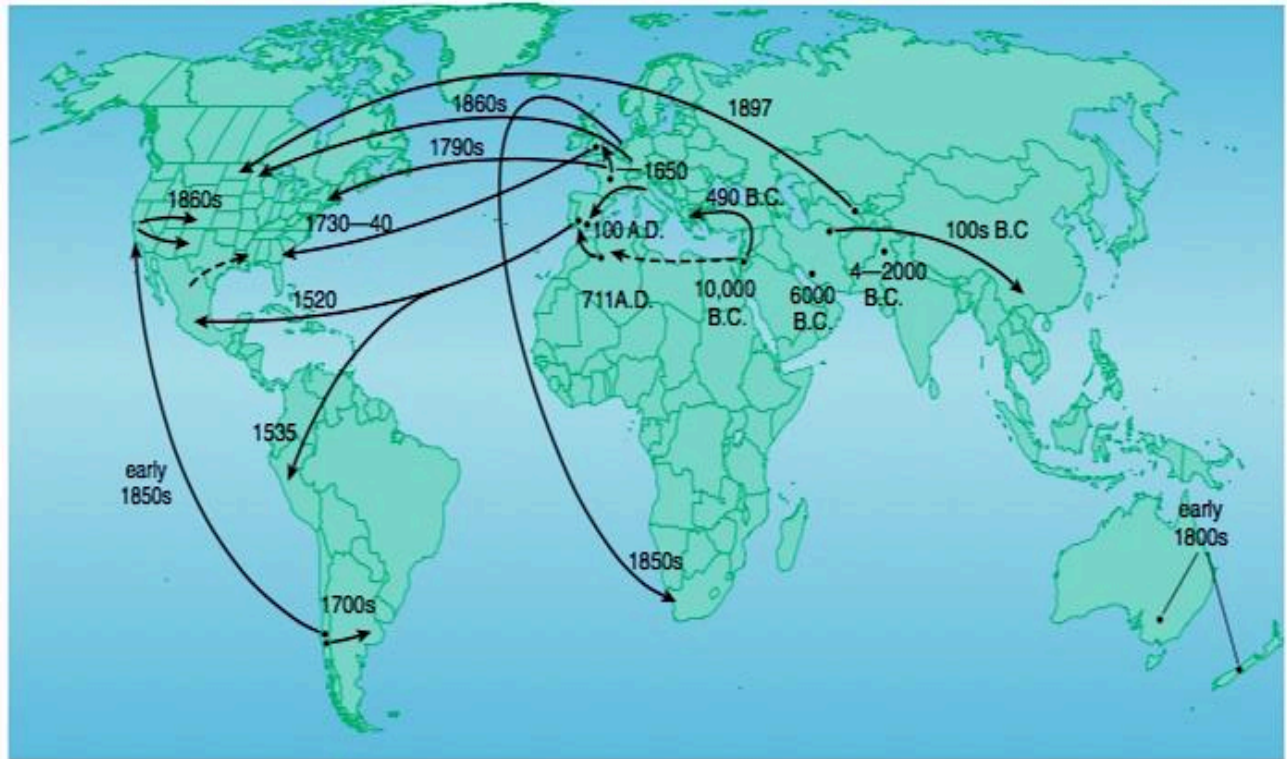 1897
1860s
1790s
1650
490 B.C.
1860s
1730—40
100 A.D.
100s B.C
4—2000
B.C.
1520
711A.D.
10,000
B.C.
6000
B.C.
1535
early
1850s
early
1800s
1850s
1700s